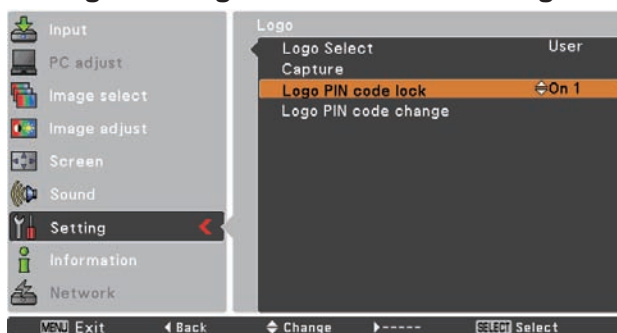 Input
PC adjust
Image select
Image adjust
Screen
Sound
Setting
Information
Network
Logo
Logo Select User
Capture
Logo PIN code lock On 1
Logo PIN code change
MENU Exit Back Change ----- SELECT Select